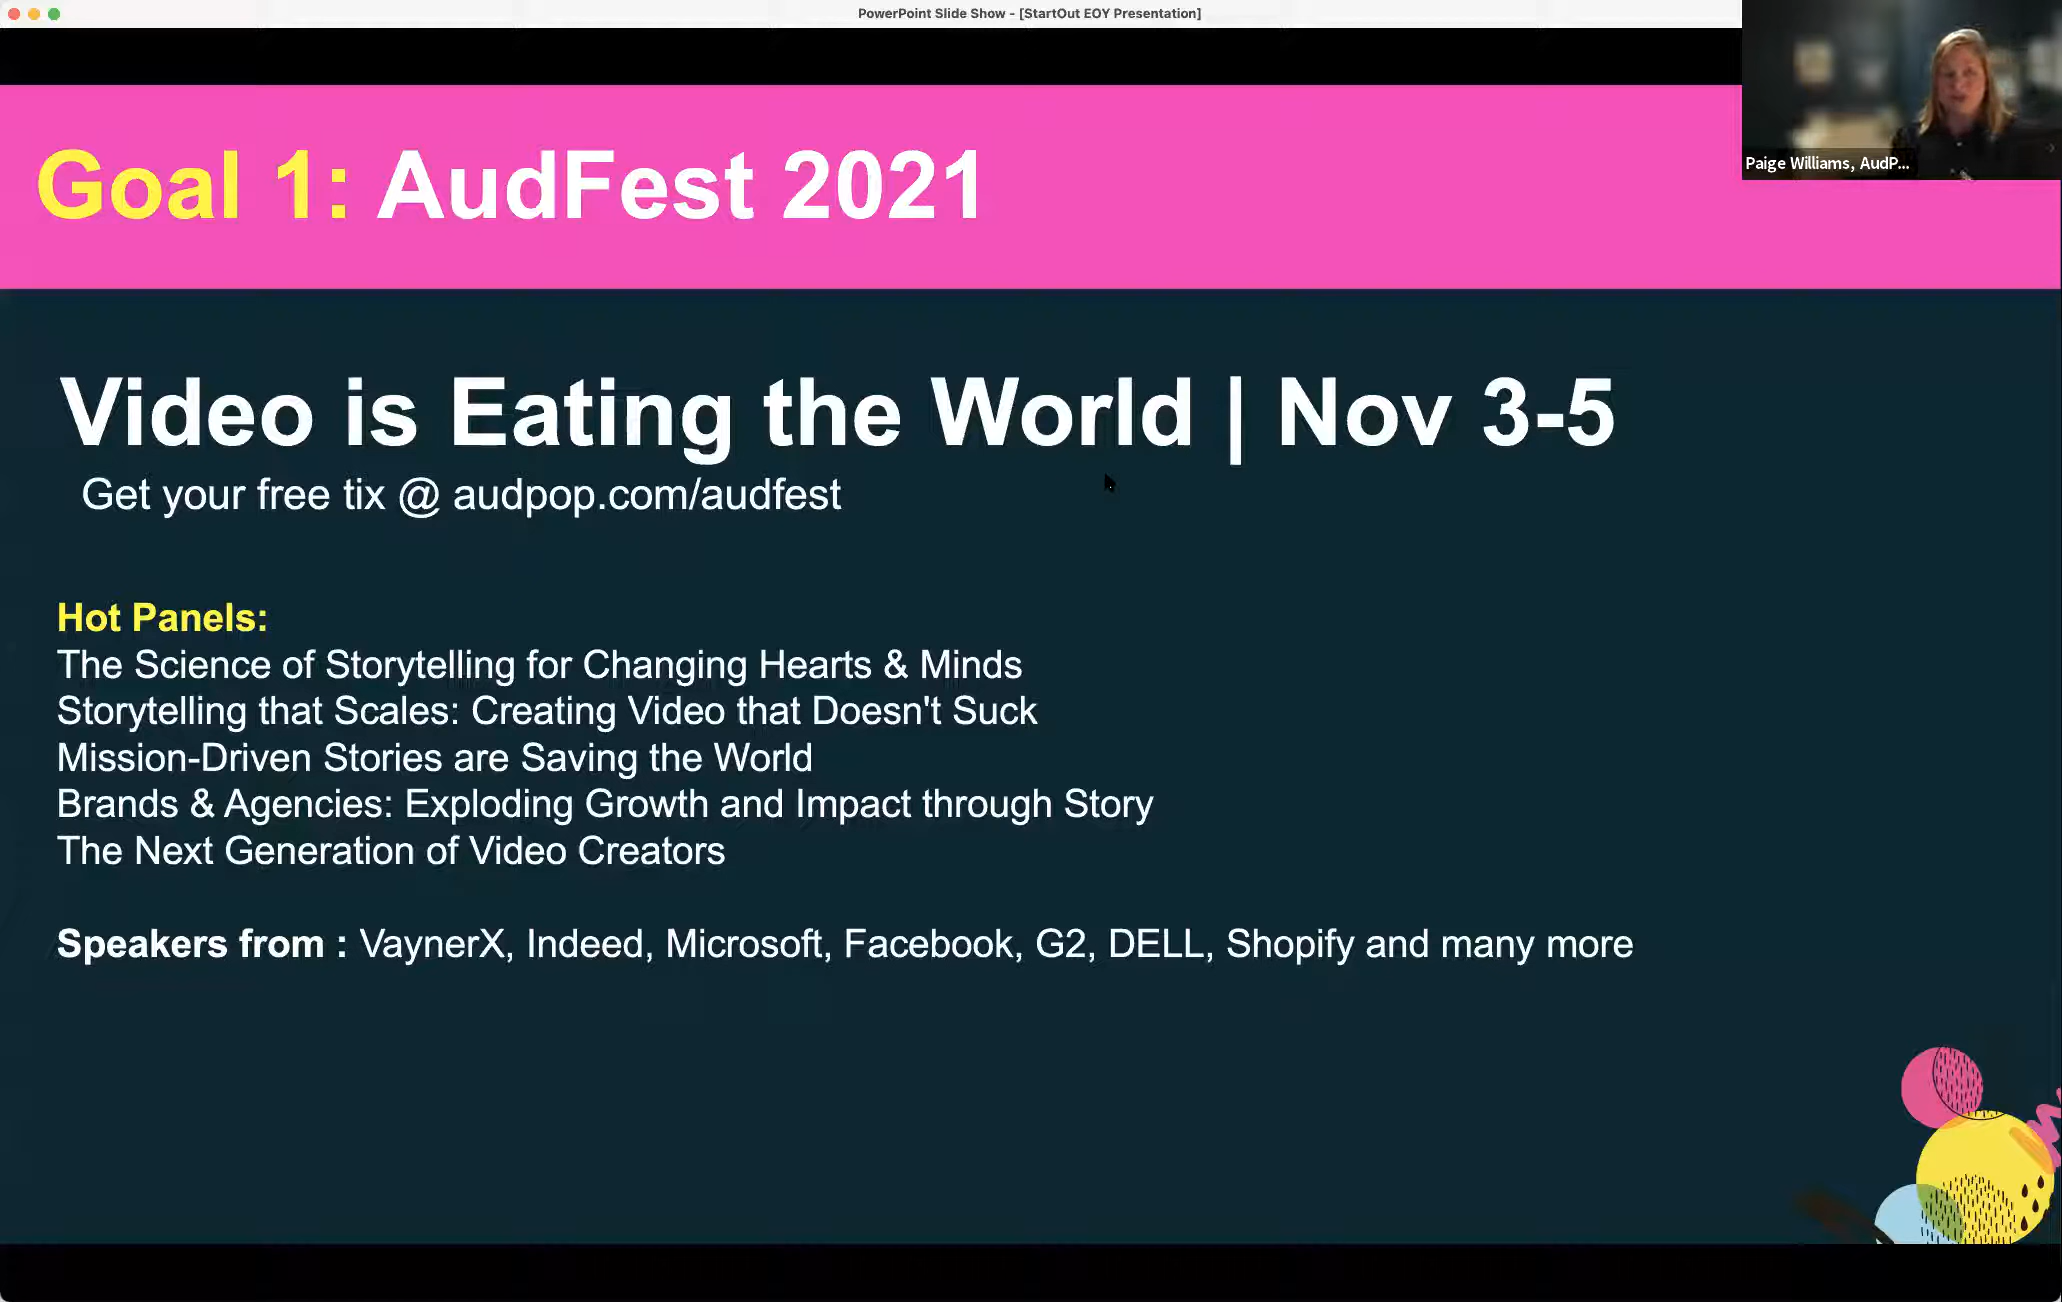 PowerPoint Slide Show - [StartOut EOY Presentation]
Paige Williams, AudP...
Goal 1: AudFest 2021
Video is Eating the World | Nov 3-5
Get your free tix @ audpop.com/audfest
Hot Panels:
The Science of Storytelling for Changing Hearts & Minds
Storytelling that Scales: Creating Video that Doesn't Suck
Mission-Driven Stories are Saving the World
Brands & Agencies: Exploding Growth and Impact through Story
The Next Generation of Video Creators
Speakers from : VaynerX, Indeed, Microsoft, Facebook, G2, DELL, Shopify and many more